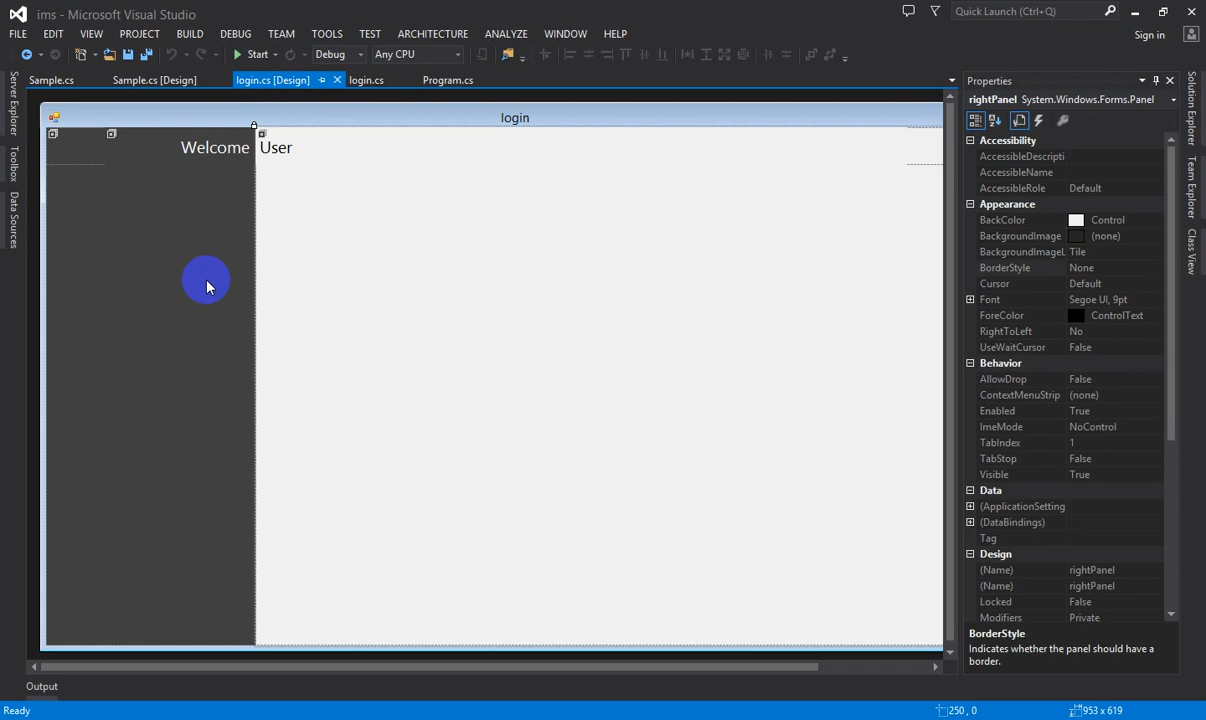 ims - Microsoft Visual Studio
Quick Launch (Ctrl+Q)
FILE EDIT VIEW PROJECT BUILD DEBUG TEAM TOOLS TEST ARCHITECTURE ANALYZE WINDOW HELP
Sign in
Start Debug Any CPU
Sample.cs Sample.cs [Design] login.cs [Design] login.cs Program.cs
Server Explorer
Toolbox
Data Sources
login
Welcome User
Properties
rightPanel System.Windows.Forms.Panel
Accessibility
AccessibleDescripti
AccessibleName
AccessibleRole Default
Appearance
BackColor Control
BackgroundImage (none)
BackgroundImageL Tile
BorderStyle None
Cursor Default
Font Segoe UI, 9pt
ForeColor ControlText
RightToLeft No
UseWaitCursor False
Behavior
AllowDrop False
ContextMenuStrip (none)
Enabled True
ImeMode NoControl
TabIndex 1
TabStop False
Visible True
Data
(ApplicationSetting
(DataBindings)
Tag
Design
(Name) rightPanel
(Name) rightPanel
Locked False
Modifiers Private
BorderStyle
Indicates whether the panel should have a
border.
Solution Explorer
Team Explorer
Class View
Output
Ready
250 , 0
953 x 619